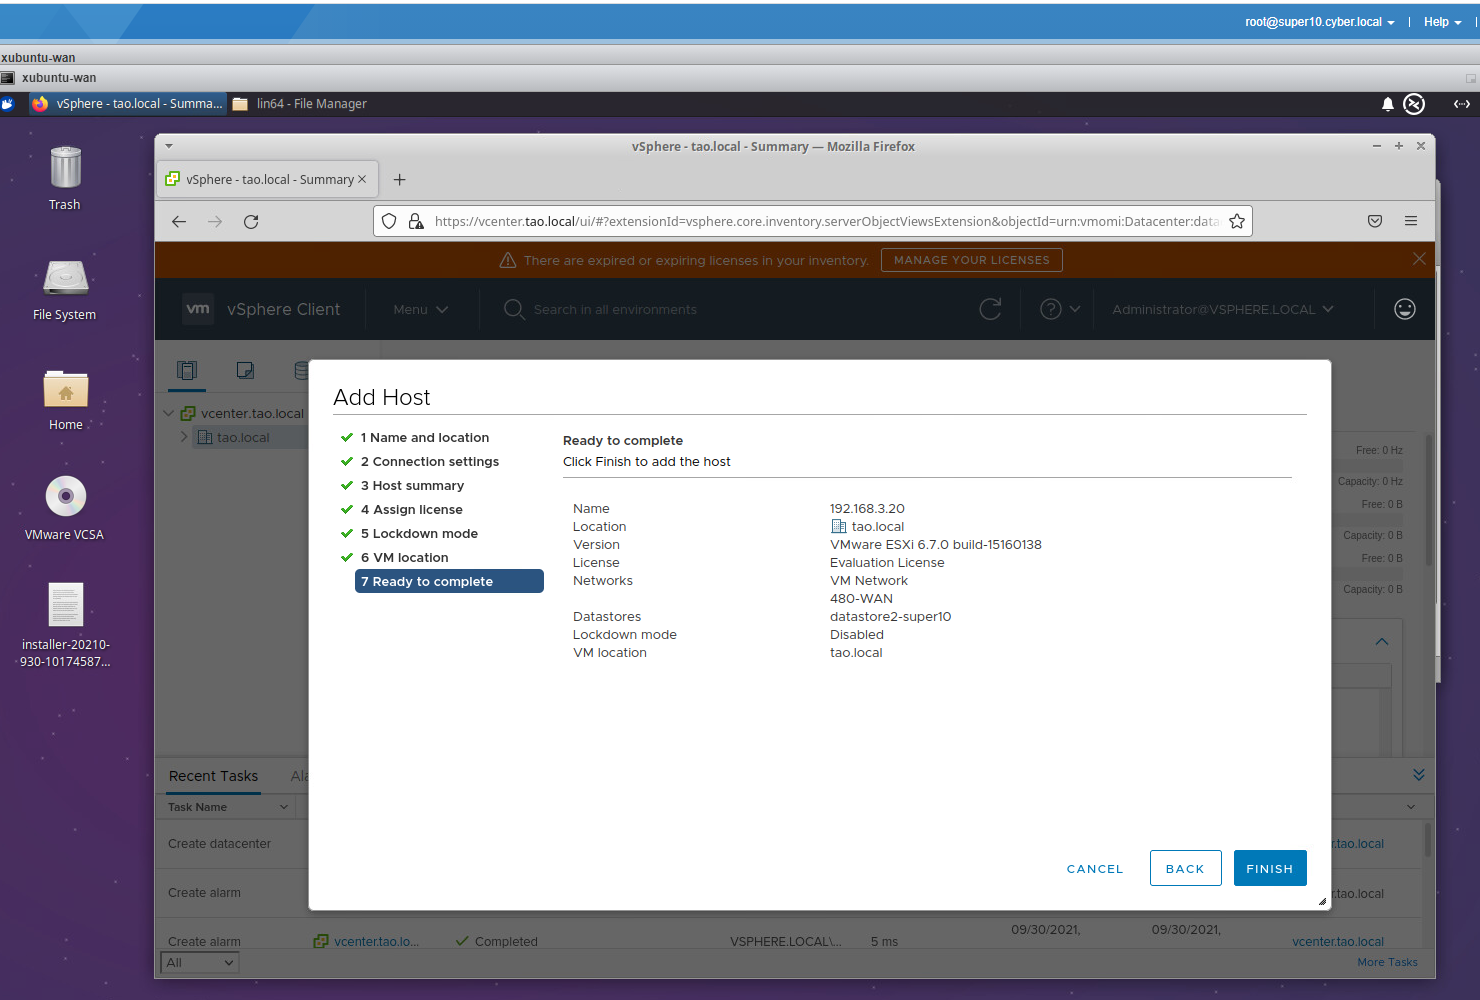 root@super10.cyber.local
Help
xubuntu-wan
xubuntu-wan
vSphere - tao.local - Summa...
lin64 - File Manager
Trash
File System
Home
VMware VCSA
installer-20210-
930-10174587...
vSphere - tao.local - Summary — Mozilla Firefox
vSphere - tao.local - Summary
https://vcenter.tao.local/ui/#?extensionId=vsphere.core.inventory.serverObjectViewsExtension&objectId=urn:vmomi:Datacenter:data
There are expired or expiring licenses in your inventory.
MANAGE YOUR LICENSES
vm
vSphere Client
Menu
Search in all environments
Administrator@VSPHERE.LOCAL
vcenter.tao.local
tao.local
Free: 0 Hz
Capacity: 0 Hz
Free: 0 B
Capacity: 0 B
Free: 0 B
Capacity: 0 B
Add Host
1 Name and location
2 Connection settings
3 Host summary
4 Assign license
5 Lockdown mode
6 VM location
7 Ready to complete
Ready to complete
Click Finish to add the host
Name 192.168.3.20
Location tao.local
Version VMware ESXi 6.7.0 build-15160138
License Evaluation License
Networks VM Network
480-WAN
Datastores datastore2-super10
Lockdown mode Disabled
VM location tao.local
CANCEL
BACK
FINISH
Recent Tasks
Ala
Task Name
Create datacenter
r.tao.local
Create alarm
r.tao.local
Create alarm vcenter.tao.lo... Completed VSPHERE.LOCAL\... 5 ms 09/30/2021, 09/30/2021, vcenter.tao.local
All
More Tasks